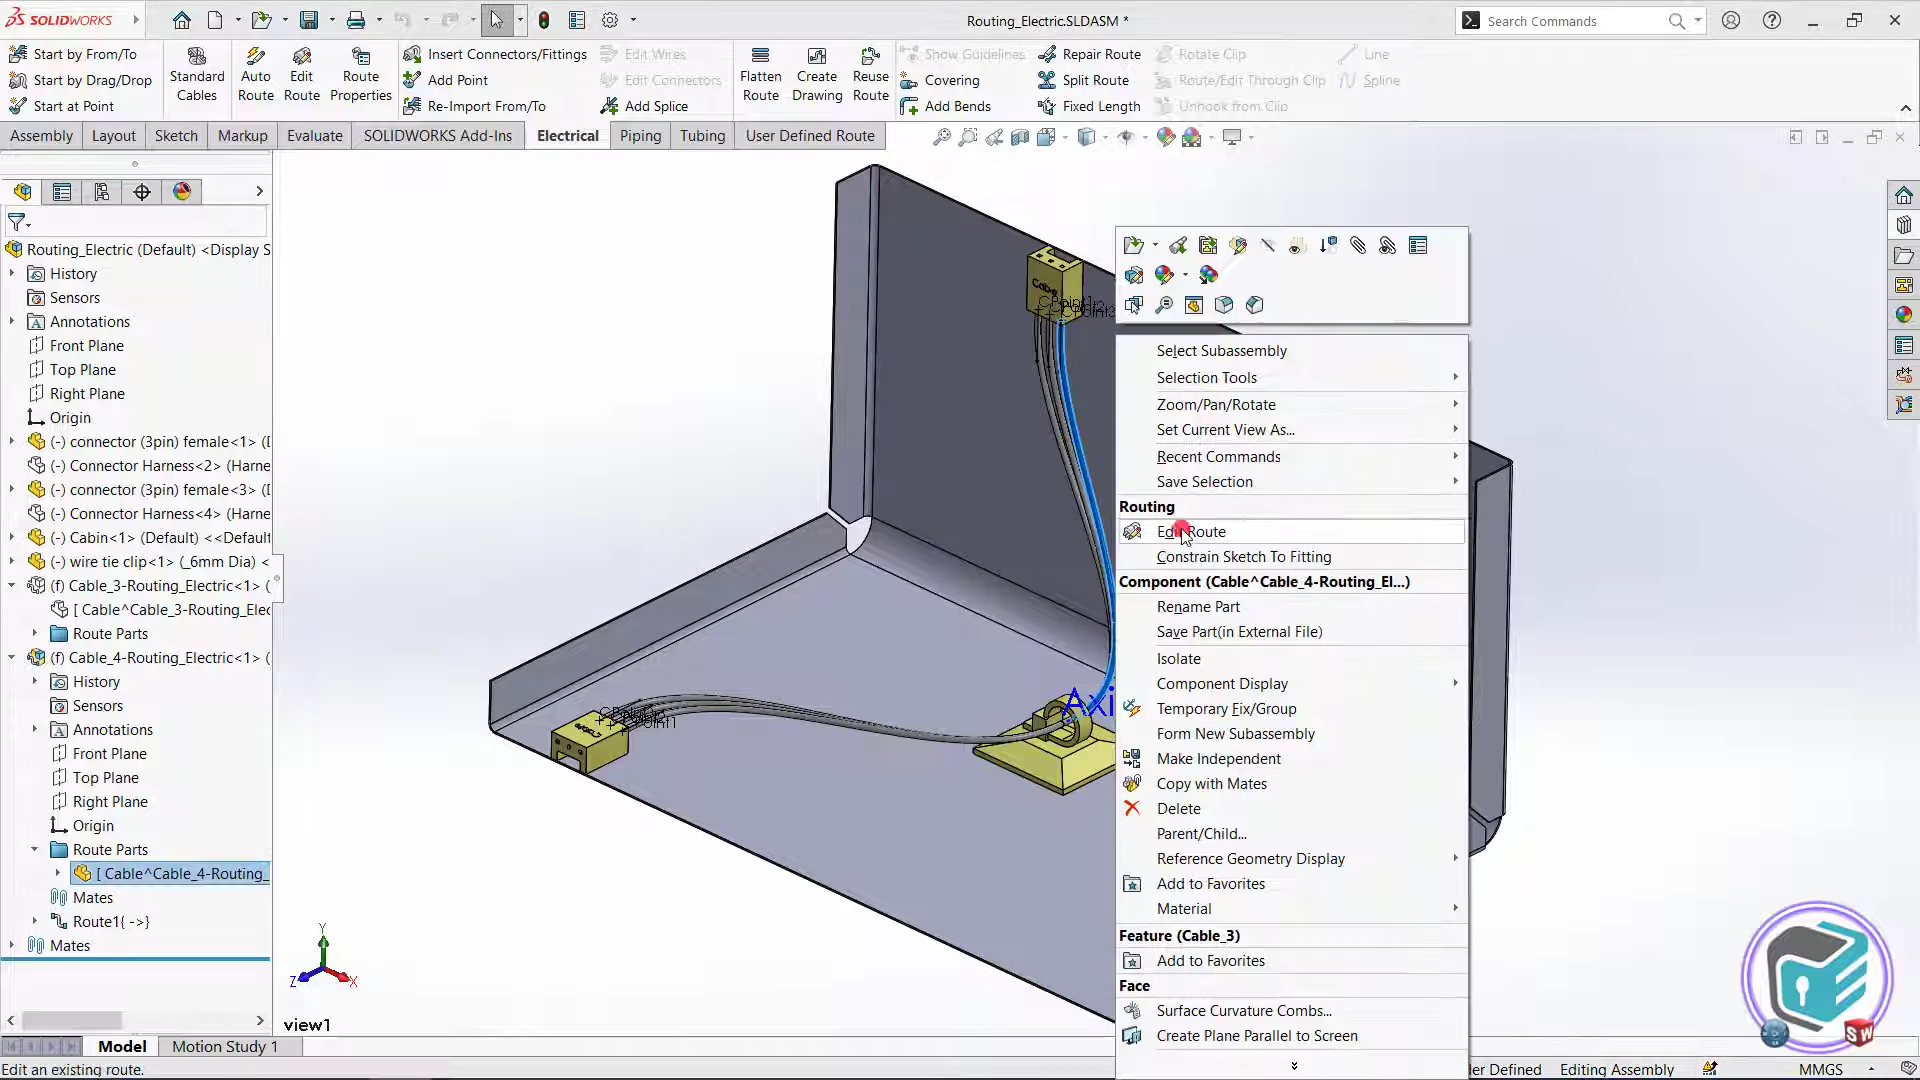 SOLIDWORKS
Routing_Electric.SLDASM *
Search Commands
Start by From/To
Start by Drag/Drop
Start at Point
Standard Cables
Auto Route
Edit Route
Route Properties
Insert Connectors/Fittings
Add Point
Re-Import From/To
Edit Wires
Edit Connectors
Add Splice
Flatten Route
Create Drawing
Reuse Route
Show Guidelines
Covering
Add Bends
Repair Route
Split Route
Fixed Length
Rotate Clip
Route/Edit Through Clip
Unhook from Clip
Line
Spline
Assembly
Layout
Sketch
Markup
Evaluate
SOLIDWORKS Add-Ins
Electrical
Piping
Tubing
User Defined Route
Routing_Electric (Default) <Display S
History
Sensors
Annotations
Front Plane
Top Plane
Right Plane
Origin
(-) connector (3pin) female<1> ([
(-) Connector Harness<2> (Harne
(-) connector (3pin) female<3> ([
(-) Connector Harness<4> (Harne
(-) Cabin<1> (Default) <<Default
(-) wire tie clip<1> (_6mm Dia) <
(f) Cable_3-Routing_Electric<1> (
[ Cable^Cable_3-Routing_Elec
Route Parts
(f) Cable_4-Routing_Electric<1> (
History
Sensors
Annotations
Front Plane
Top Plane
Right Plane
Origin
Route Parts
[ Cable^Cable_4-Routing_
Mates
Route1{ ->}
Mates
Cable
Axi
Y
Z
X
view1
Select Subassembly
Selection Tools
Zoom/Pan/Rotate
Set Current View As...
Recent Commands
Save Selection
Routing
Edit Route
Constrain Sketch To Fitting
Component (Cable^Cable_4-Routing_El...)
Rename Part
Save Part(in External File)
Isolate
Component Display
Temporary Fix/Group
Form New Subassembly
Make Independent
Copy with Mates
Delete
Parent/Child...
Reference Geometry Display
Add to Favorites
Material
Feature (Cable_3)
Add to Favorites
Face
Surface Curvature Combs...
Create Plane Parallel to Screen
SW
Model
Motion Study 1
Edit an existing route.
er Defined
Editing Assembly
MMGS